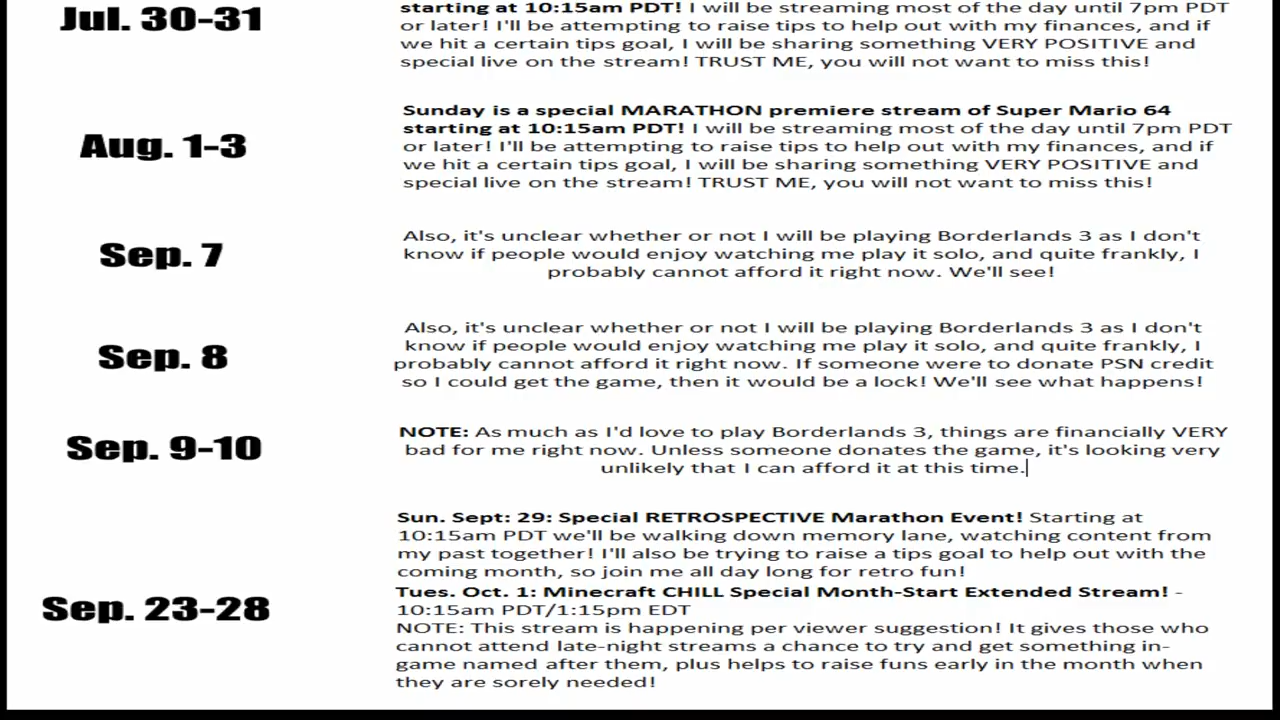 Jul. 30-31
starting at 10:15am PDT! I will be streaming most of the day until 7pm PDT
or later! I'll be attempting to raise tips to help out with my finances, and if
we hit a certain tips goal, I will be sharing something VERY POSITIVE and
special live on the stream! TRUST ME, you will not want to miss this!
Aug. 1-3
Sunday is a special MARATHON premiere stream of Super Mario 64
starting at 10:15am PDT! I will be streaming most of the day until 7pm PDT
or later! I'll be attempting to raise tips to help out with my finances, and if
we hit a certain tips goal, I will be sharing something VERY POSITIVE and
special live on the stream! TRUST ME, you will not want to miss this!
Sep. 7
Also, it's unclear whether or not I will be playing Borderlands 3 as I don't
know if people would enjoy watching me play it solo, and quite frankly, I
probably cannot afford it right now. We'll see!
Sep. 8
Also, it's unclear whether or not I will be playing Borderlands 3 as I don't
know if people would enjoy watching me play it solo, and quite frankly, I
probably cannot afford it right now. If someone were to donate PSN credit
so I could get the game, then it would be a lock! We'll see what happens!
Sep. 9-10
NOTE: As much as I'd love to play Borderlands 3, things are financially VERY
bad for me right now. Unless someone donates the game, it's looking very
unlikely that I can afford it at this time.
Sep. 23-28
Sun. Sept: 29: Special RETROSPECTIVE Marathon Event! Starting at
10:15am PDT we'll be walking down memory lane, watching content from
my past together! I'll also be trying to raise a tips goal to help out with the
coming month, so join me all day long for retro fun!
Tues. Oct. 1: Minecraft CHILL Special Month-Start Extended Stream! -
10:15am PDT/1:15pm EDT
NOTE: This stream is happening per viewer suggestion! It gives those who
cannot attend late-night streams a chance to try and get something in-
game named after them, plus helps to raise funs early in the month when
they are sorely needed!